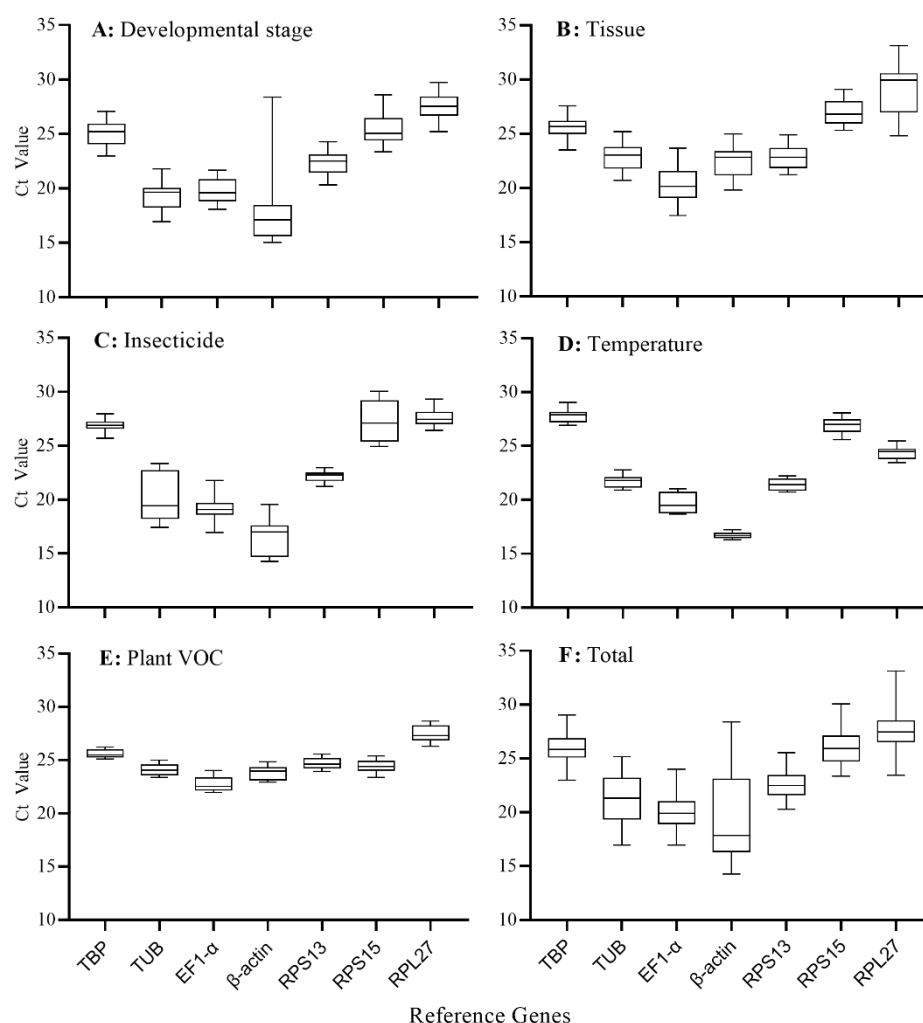 A: Developmental stage
35
30
25
20
15
10
Ct Value
B: Tissue
35
30
25
20
15
10
C: Insecticide
35
30
25
20
15
10
Ct Value
D: Temperature
35
30
25
20
15
10
E: Plant VOC
35
30
25
20
15
10
Ct Value
TBP
TUB
EF1-α
β-actin
RPS13
RPS15
RPL27
F: Total
35
30
25
20
15
10
TBP
TUB
EF1-α
β-actin
RPS13
RPS15
RPL27
Reference Genes